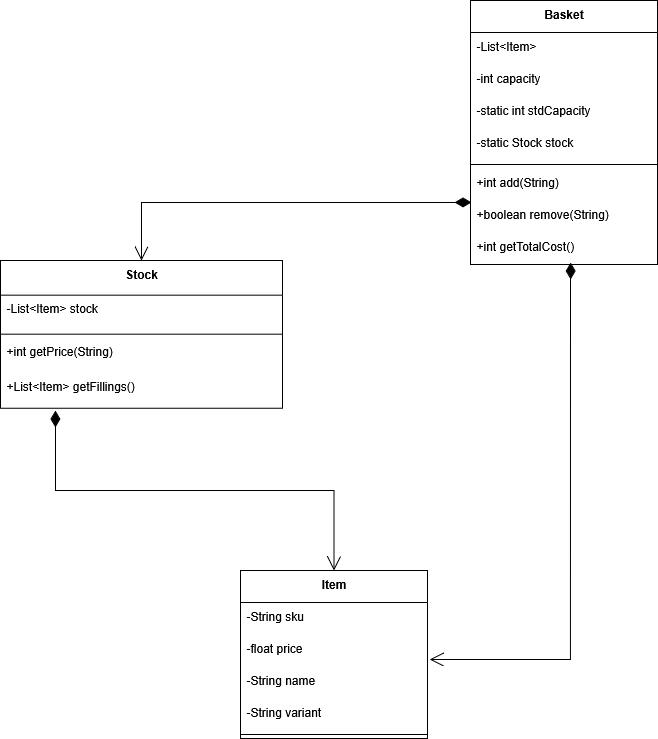 Basket
-List<Item>
-int capacity
-static int stdCapacity
-static Stock stock
+int add(String)
+boolean remove(String)
+int getTotalCost()
Stock
-List<Item> stock
+int getPrice(String)
+List<Item> getFillings()
Item
-String sku
-float price
-String name
-String variant